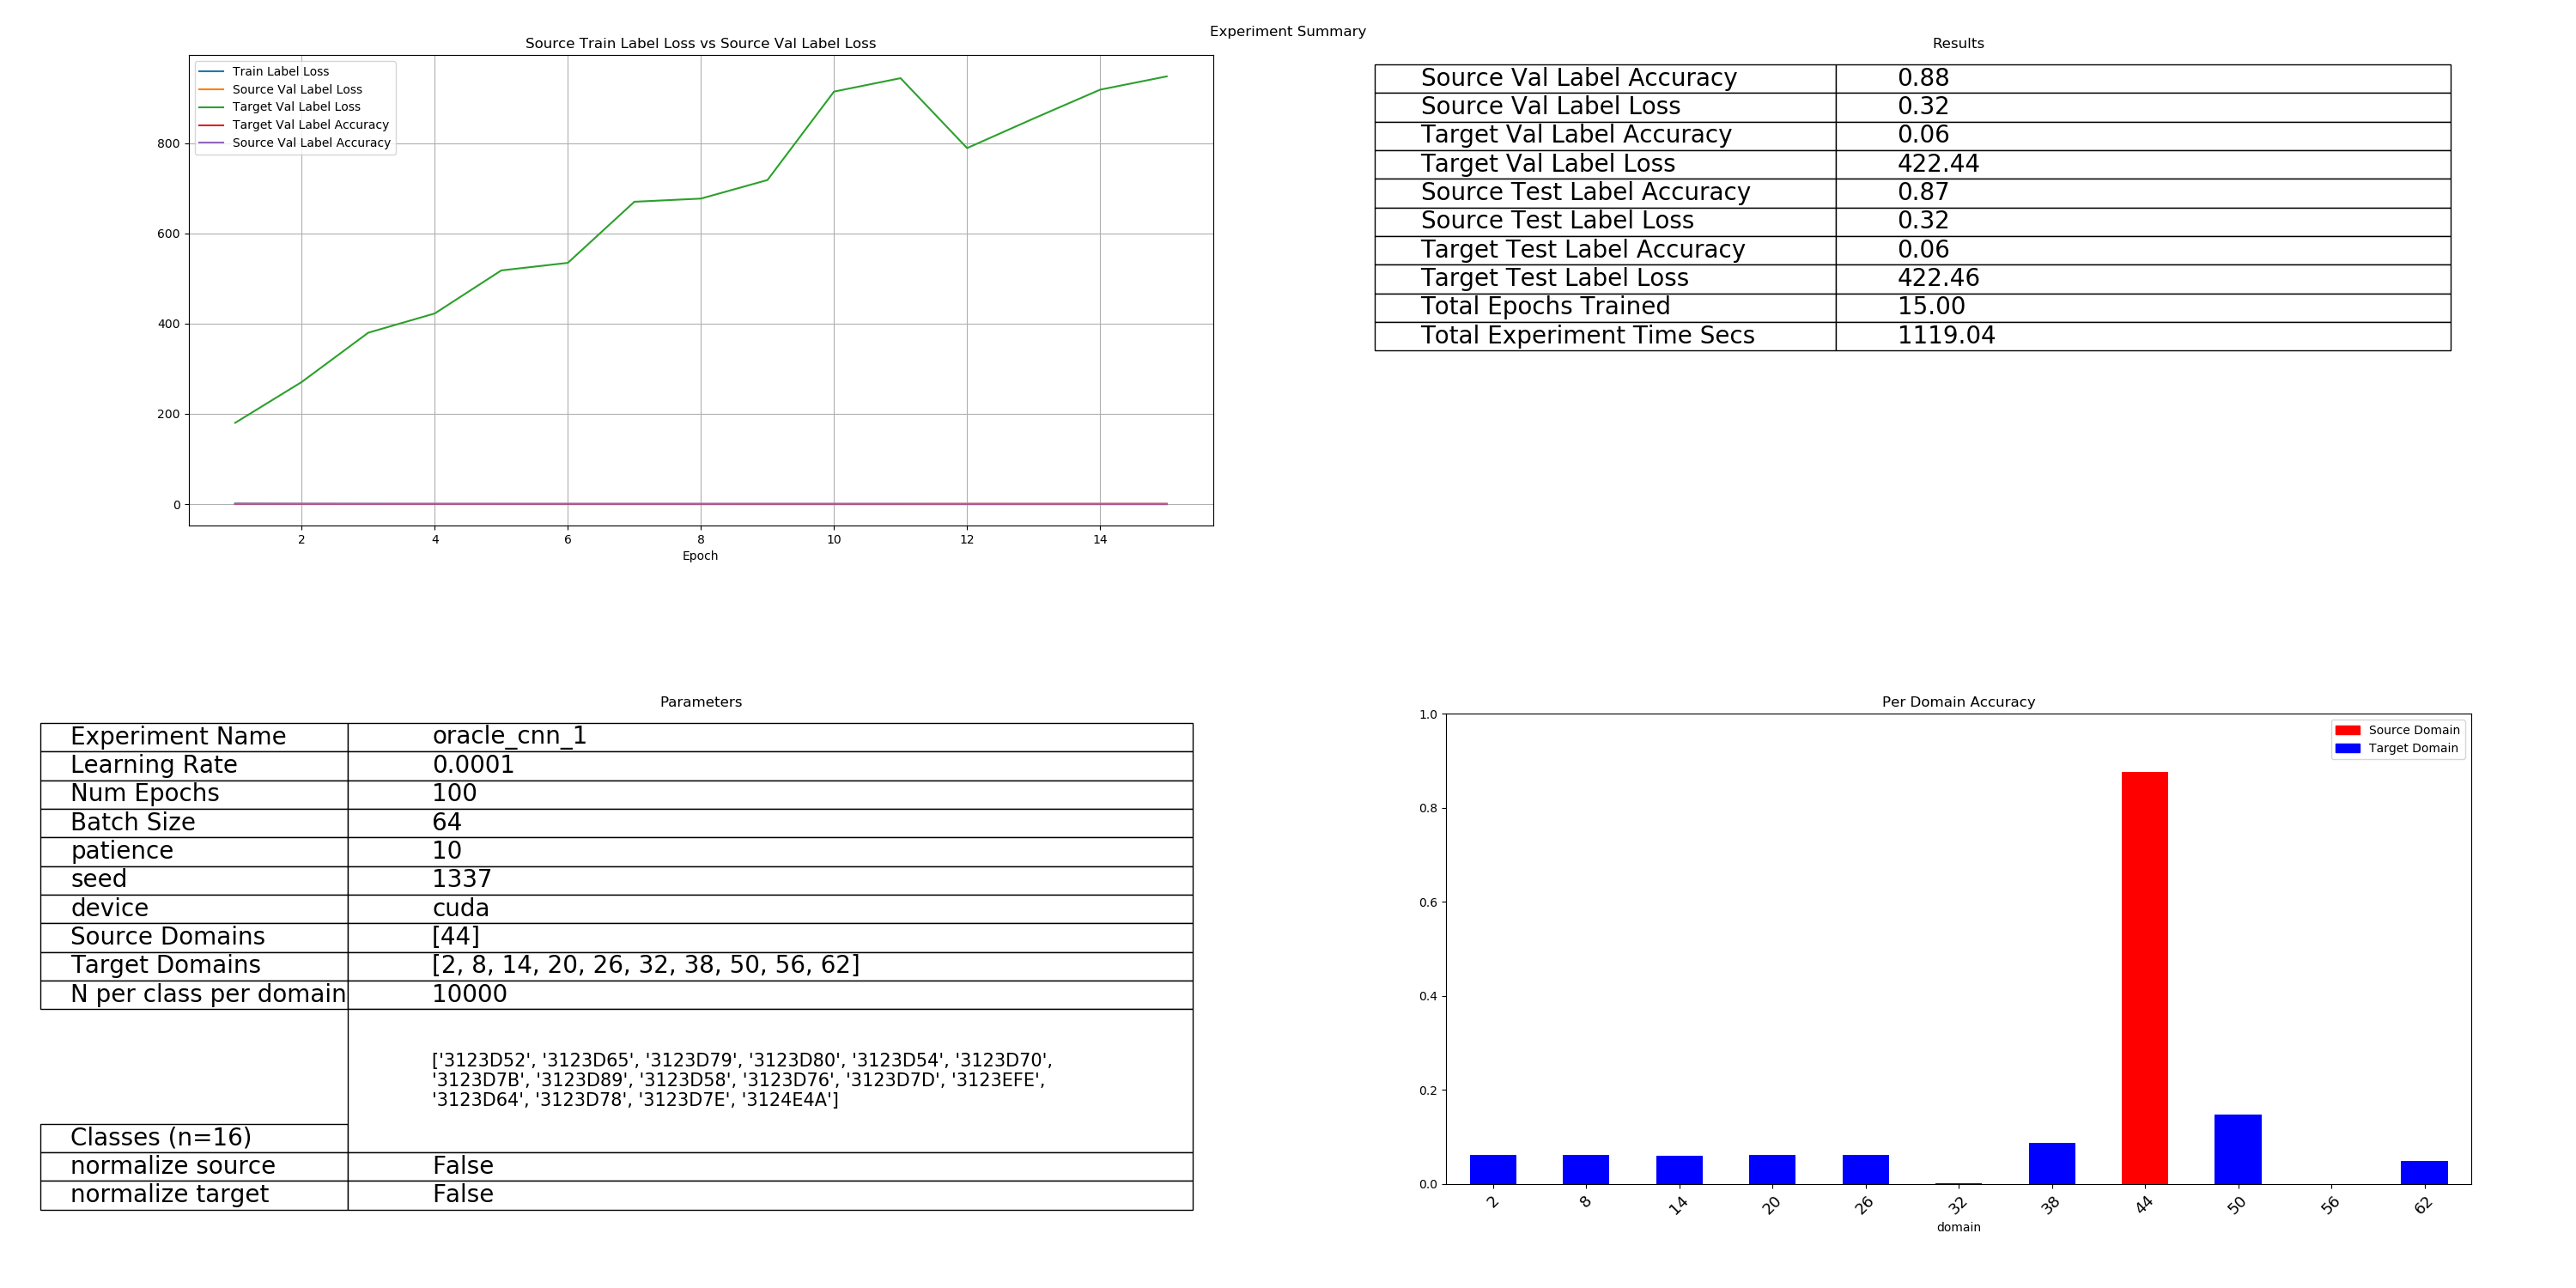 Experiment Summary
Source Train Label Loss vs Source Val Label Loss
Train Label Loss
Source Val Label Loss
Target Val Label Loss
Target Val Label Accuracy
Source Val Label Accuracy
800
600
400
200
0
2 4 6 8 10 12 14
Epoch
Results
Source Val Label Accuracy 0.88
Source Val Label Loss 0.32
Target Val Label Accuracy 0.06
Target Val Label Loss 422.44
Source Test Label Accuracy 0.87
Source Test Label Loss 0.32
Target Test Label Accuracy 0.06
Target Test Label Loss 422.46
Total Epochs Trained 15.00
Total Experiment Time Secs 1119.04
Parameters
Experiment Name oracle_cnn_1
Learning Rate 0.0001
Num Epochs 100
Batch Size 64
patience 10
seed 1337
device cuda
Source Domains [44]
Target Domains [2, 8, 14, 20, 26, 32, 38, 50, 56, 62]
N per class per domain 10000
['3123D52', '3123D65', '3123D79', '3123D80', '3123D54', '3123D70',
'3123D7B', '3123D89', '3123D58', '3123D76', '3123D7D', '3123EFE',
'3123D64', '3123D78', '3123D7E', '3124E4A']
Classes (n=16)
normalize source False
normalize target False
Per Domain Accuracy
Source Domain
Target Domain
1.0
0.8
0.6
0.4
0.2
0.0
2 8 14 20 26 32 38 44 50 56 62
domain